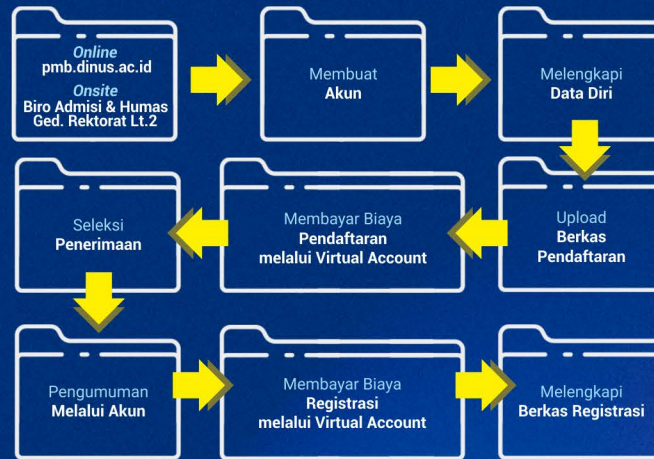 Online
pmb.dinus.ac.id
Onsite
Biro Admisi & Humas
Ged. Rektorat Lt.2
Membuat
Akun
Melengkapi
Data Diri
Upload
Berkas
Pendaftaran
Membayar Biaya
Pendaftaran
melalui Virtual Account
Seleksi
Penerimaan
Pengumuman
Melalui Akun
Membayar Biaya
Registrasi
melalui Virtual Account
Melengkapi
Berkas Registrasi